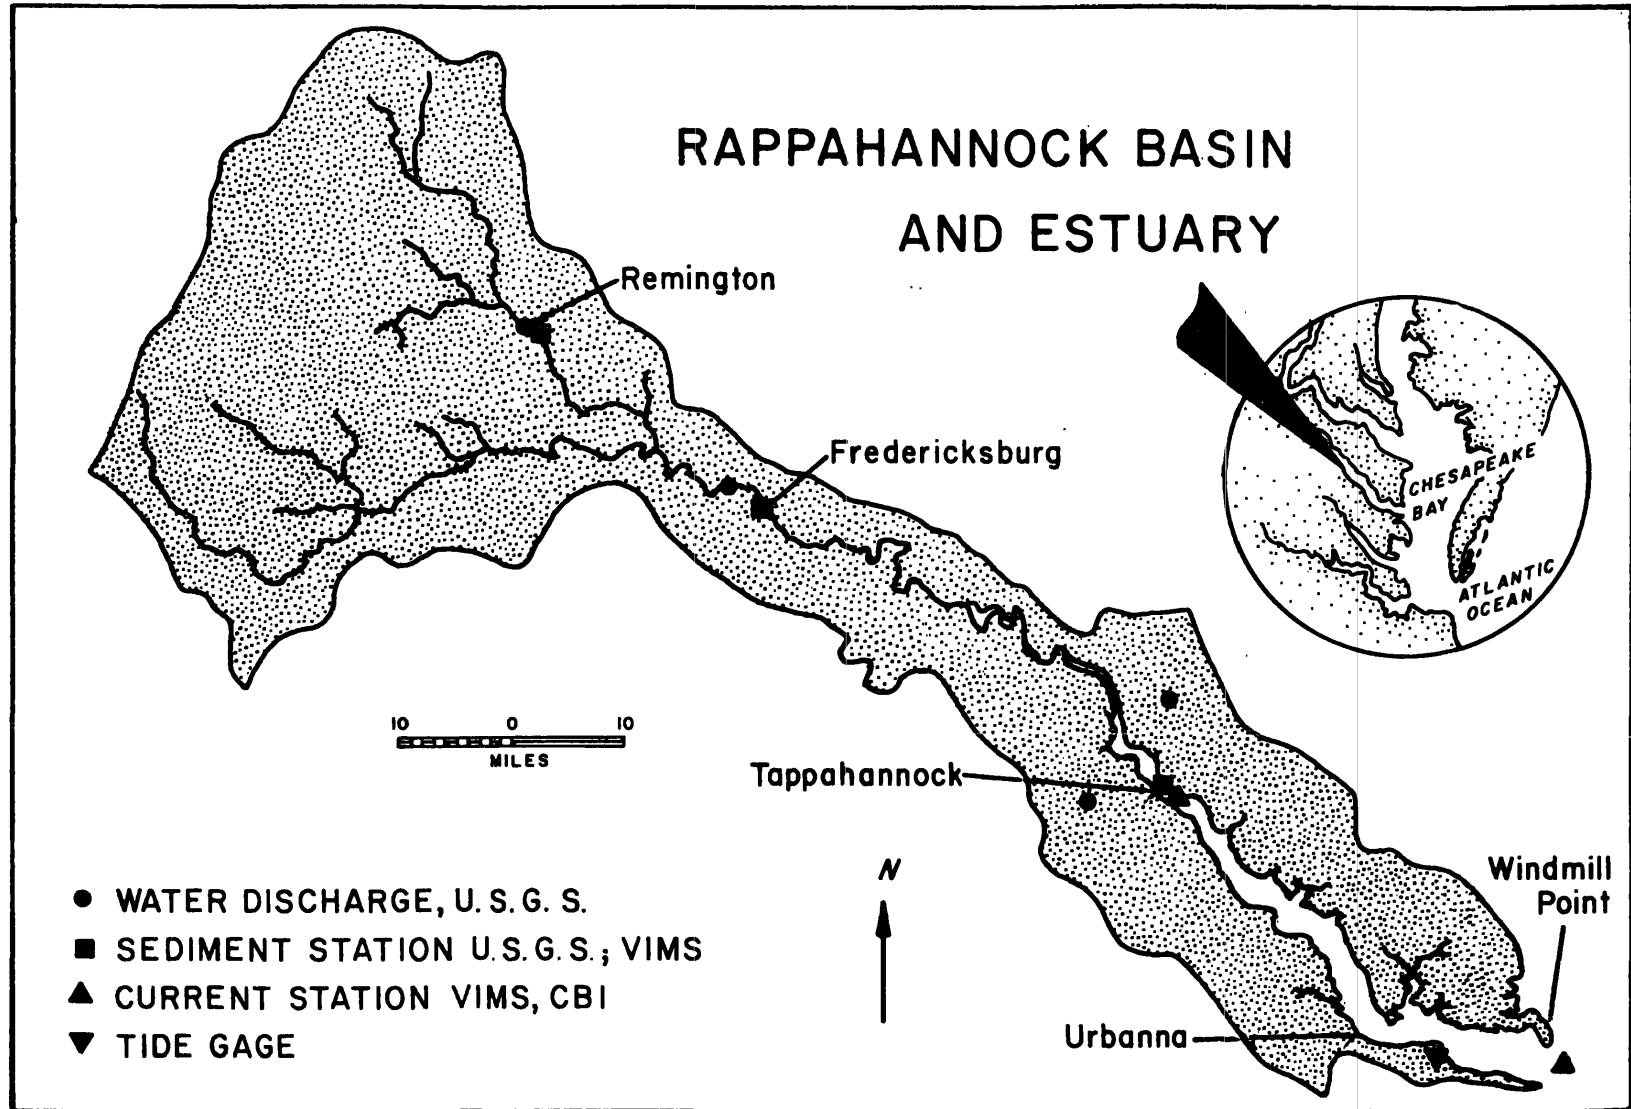 RAPPAHANNOCK BASIN
AND ESTUARY
Remington
Fredericksburg
CHESAPEAKE
BAY
ATLANTIC
OCEAN
10 0 10
MILES
Tappahannock
N
Windmill
Point
● WATER DISCHARGE, U.S.G.S.
■ SEDIMENT STATION U.S.G.S.; VIMS
▲ CURRENT STATION VIMS, CBI
▼ TIDE GAGE
Urbanna